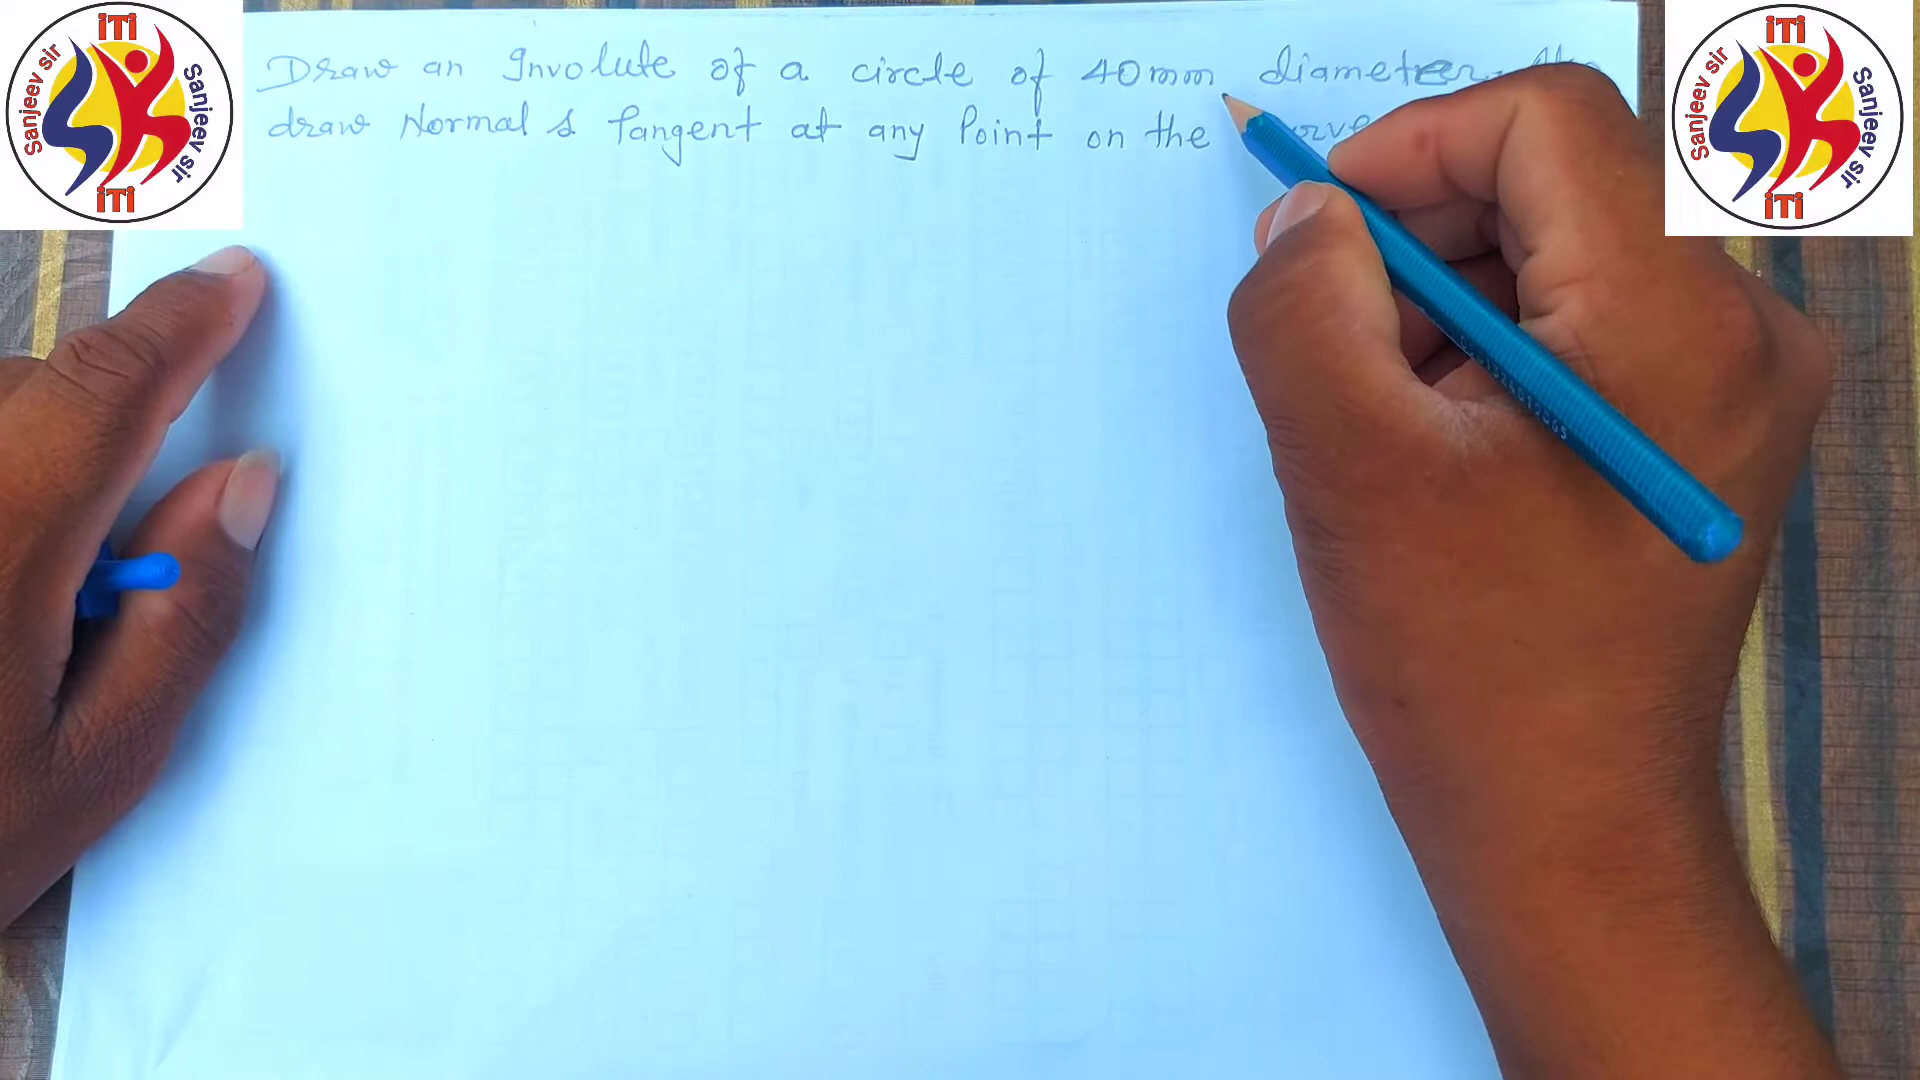 iTi
Sanjeev sir
Sanjeev sir
iTi
Draw an Involute of a circle of 40mm diameter.
draw Normal & Tangent at any Point on the
iTi
Sanjeev sir
Sanjeev sir
iTi